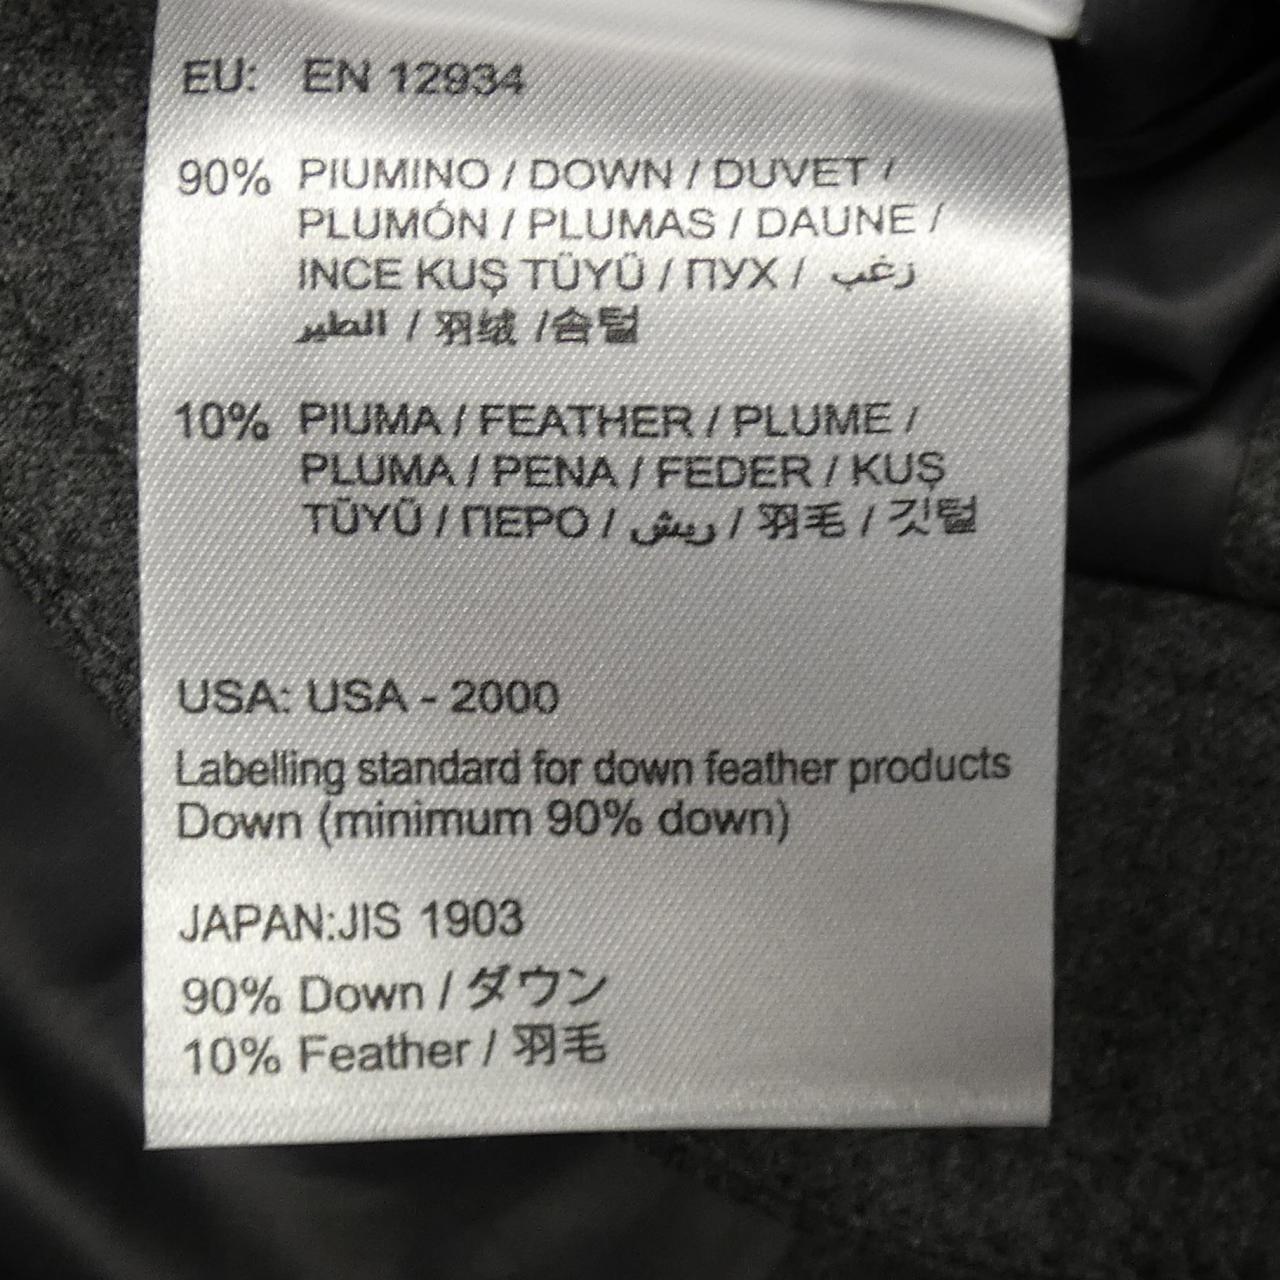 EU: EN 12934
90% PIUMINO / DOWN / DUVET /
PLUMÓN / PLUMAS / DAUNE /
INCE KUŞ TÜYÜ / ПУХ / زغب
الطير / 羽绒 /솜털
10% PIUMA / FEATHER / PLUME /
PLUMA / PENA / FEDER / KUŞ
TÜYÜ / ПЕРО / ريش / 羽毛 / 깃털
USA: USA - 2000
Labelling standard for down feather products
Down (minimum 90% down)
JAPAN:JIS 1903
90% Down / ダウン
10% Feather / 羽毛